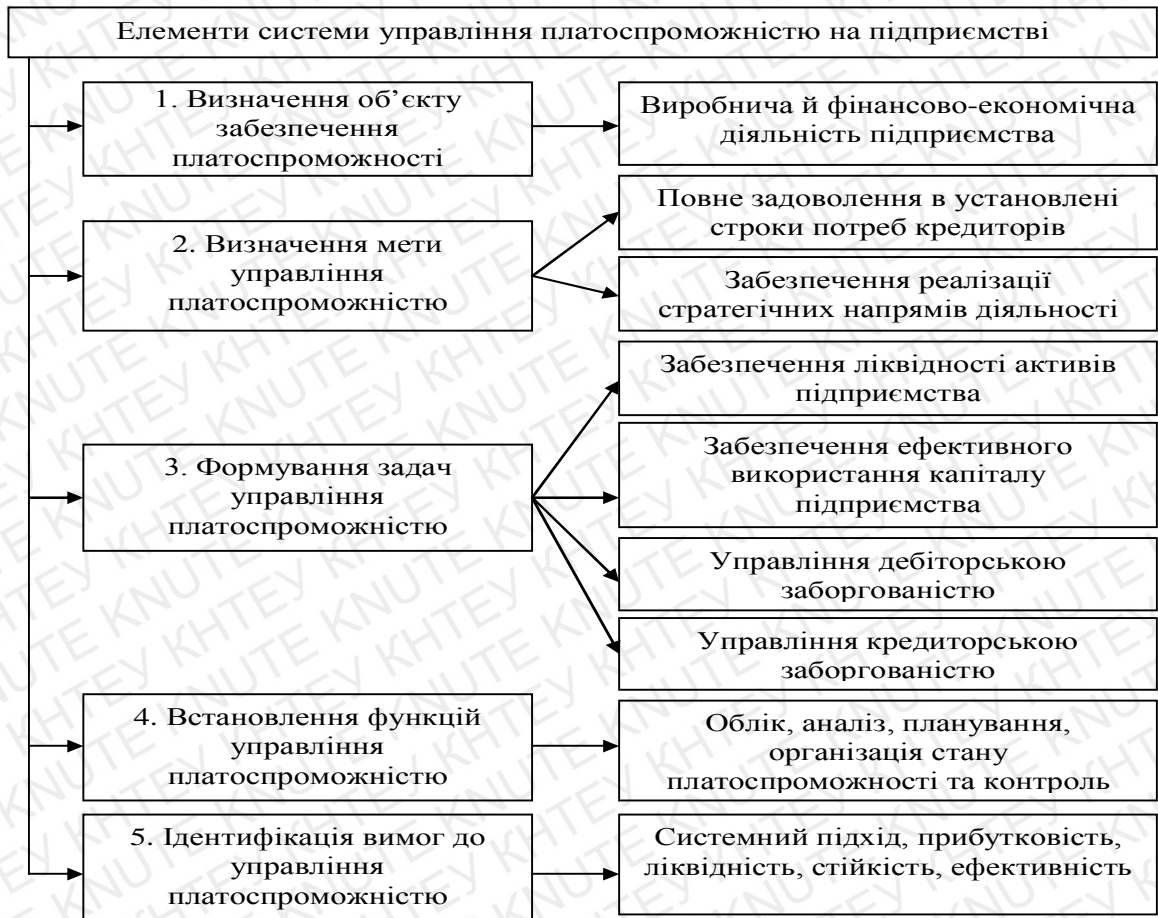 Елементи системи управління платоспроможністю на підприємстві
1. Визначення об’єкту
забезпечення
платоспроможності
Виробнича й фінансово-економічна
діяльність підприємства
2. Визначення мети
управління
платоспроможністю
Повне задоволення в установлені
строки потреб кредиторів
Забезпечення реалізації
стратегічних напрямів діяльності
3. Формування задач
управління
платоспроможністю
Забезпечення ліквідності активів
підприємства
Забезпечення ефективного
використання капіталу
підприємства
Управління дебіторською
заборгованістю
Управління кредиторською
заборгованістю
4. Встановлення функцій
управління
платоспроможністю
Облік, аналіз, планування,
організація стану
платоспроможності та контроль
5. Ідентифікація вимог до
управління
платоспроможністю
Системний підхід, прибутковість,
ліквідність, стійкість, ефективність